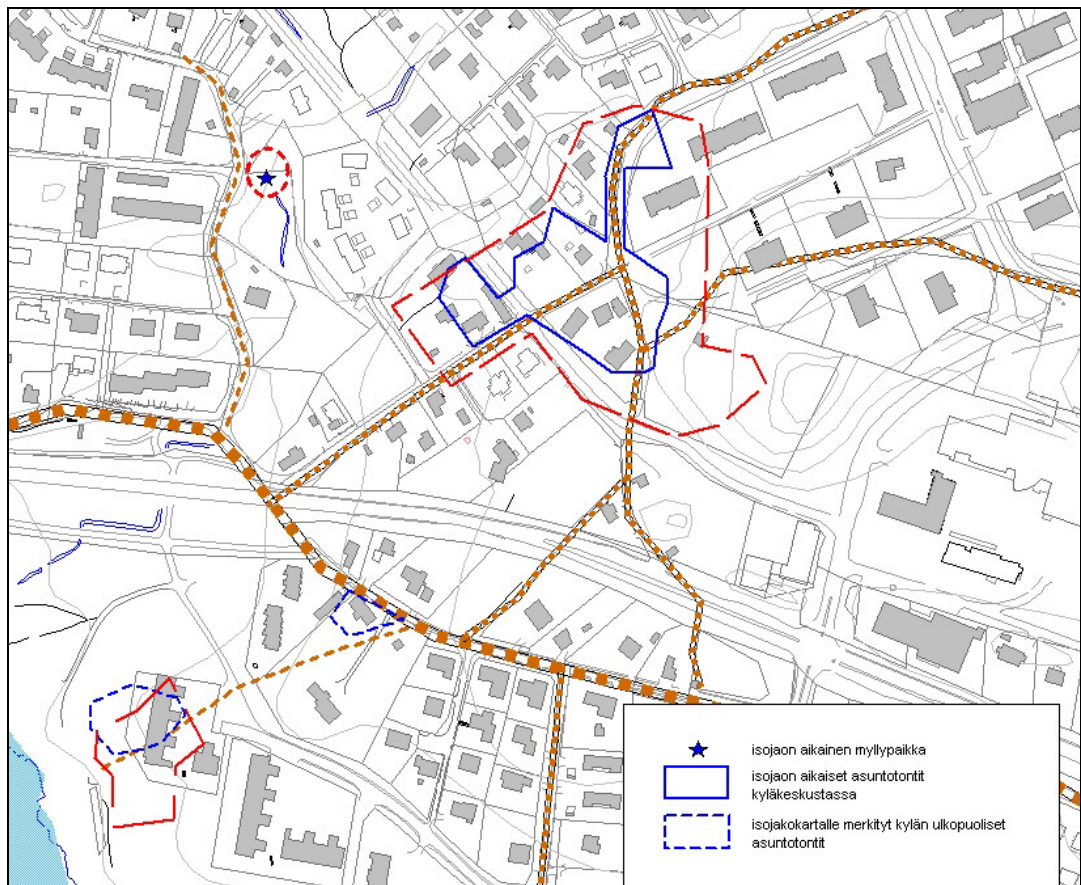 isojaon aikainen myllypaikka
isojaon aikaiset asuntotontit
kyläkeskustassa
isojakokartalle merkityt kylän ulkopuoliset
asuntotontit